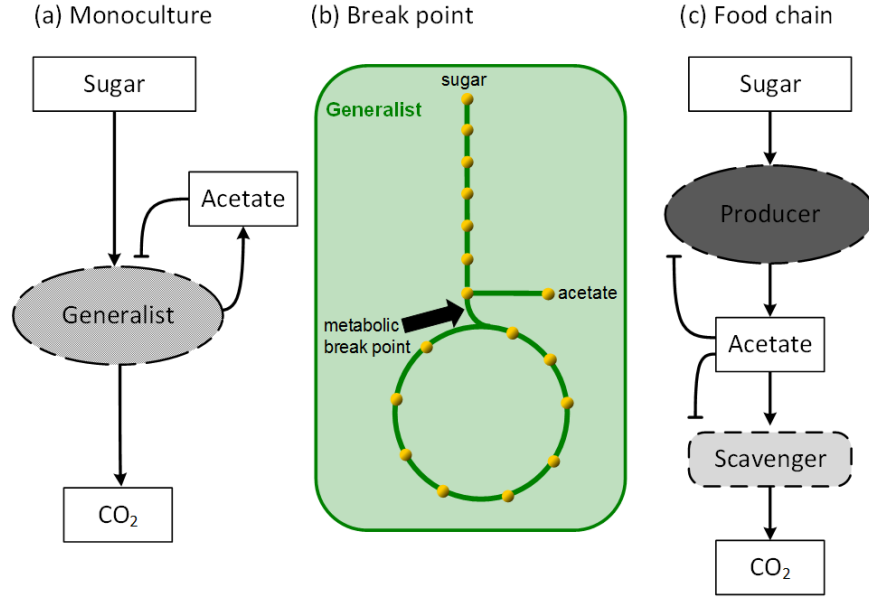 (a) Monoculture
Sugar
Acetate
Generalist
CO₂
(b) Break point
sugar
Generalist
acetate
metabolic
break point
(c) Food chain
Sugar
Producer
Acetate
Scavenger
CO₂